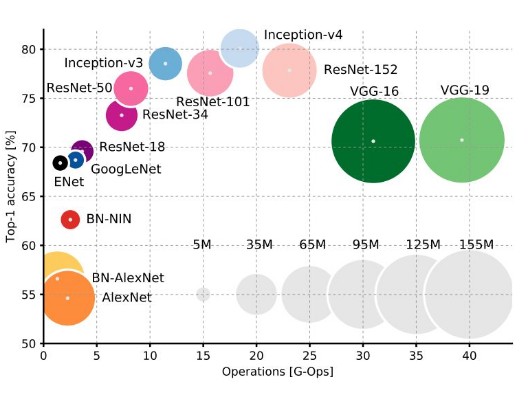 Inception-v4
80
Inception-v3
ResNet-152
ResNet-50
VGG-16
VGG-19
75
ResNet-101
ResNet-34
70
ResNet-18
GoogLeNet
ENet
65
BN-NIN
60
5M 35M 65M 95M 125M 155M
BN-AlexNet
55
AlexNet
50
0 5 10 15 20 25 30 35 40
Operations [G-Ops]
Top-1 accuracy [%]